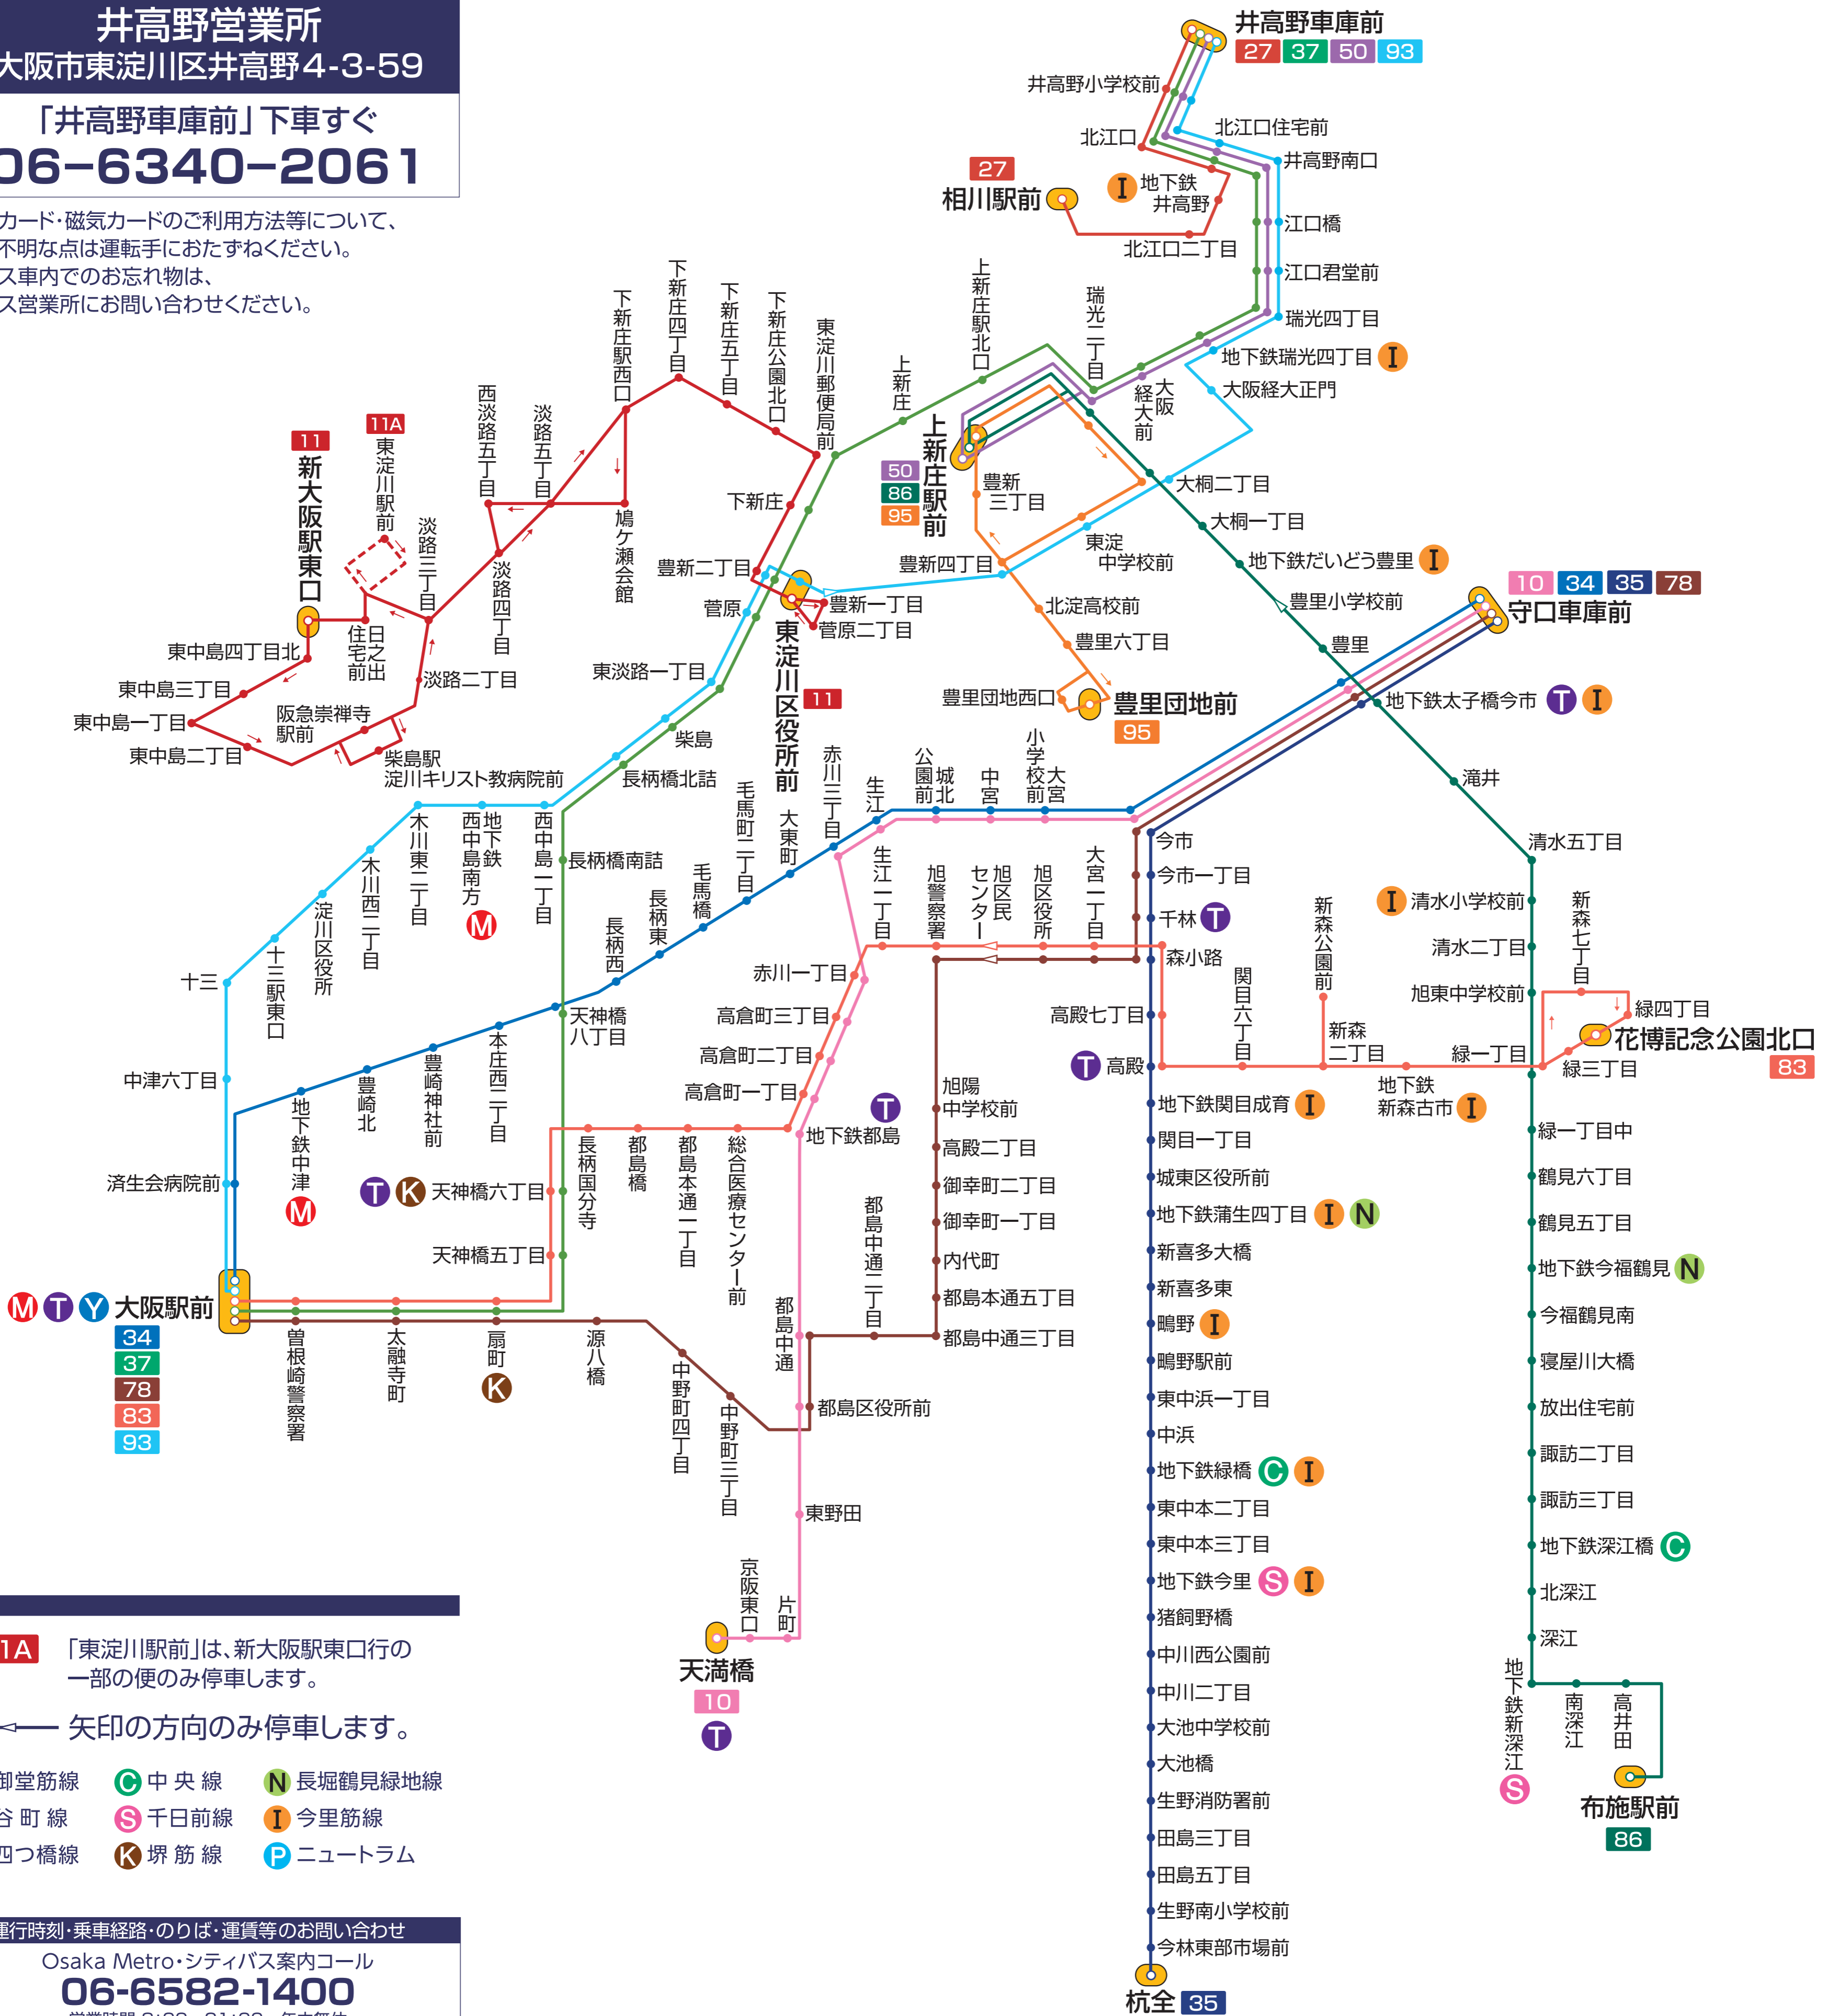 井高野営業所
大阪市東淀川区井高野4-3-59
「井高野車庫前」下車すぐ
06−6340−2061
カード・磁気カードのご利用方法等について、
不明な点は運転手におたずねください。
ス車内でのお忘れ物は、
ス営業所にお問い合わせください。
井高野車庫前
27 37 50 93
井高野小学校前
北江口
北江口住宅前
井高野南口
27
相川駅前
I 地下鉄
井高野
北江口二丁目
江口橋
江口君堂前
瑞光四丁目
地下鉄瑞光四丁目 I
大阪経大正門
瑞光二丁目
大阪
経大前
上新庄駅北口
上新庄
東淀川郵便局前
下新庄公園北口
下新庄五丁目
下新庄四丁目
下新庄駅西口
淡路五丁目
西淡路五丁目
11A
東淀川駅前
11
新大阪駅東口
淡路三丁目
淡路四丁目
鳩ケ瀬会館
下新庄
豊新二丁目
菅原
東淡路一丁目
豊新一丁目
菅原二丁目
東淀川区役所前
11
上新庄駅前
50
86
95
豊新
三丁目
豊新四丁目
東淀
中学校前
大桐二丁目
大桐一丁目
地下鉄だいどう豊里 I
豊里小学校前
豊里
北淀高校前
豊里六丁目
豊里団地西口
豊里団地前
95
10 34 35 78
守口車庫前
地下鉄太子橋今市 T I
滝井
清水五丁目
日之出
住宅前
東中島四丁目北
東中島三丁目
東中島一丁目
東中島二丁目
阪急崇禅寺
駅前
淡路二丁目
柴島駅
淀川キリスト教病院前
柴島
長柄橋北詰
長柄橋南詰
西中島一丁目
地下鉄
西中島南方
M
木川東二丁目
木川西二丁目
淀川区役所
十三駅東口
十三
中津六丁目
済生会病院前
地下鉄中津
M
豊崎北
豊崎神社前
本庄西二丁目
天神橋
八丁目
長柄西
長柄東
毛馬橋
毛馬町二丁目
大東町
赤川三丁目
生江
城北
公園前
中宮
大宮
小学校前
今市
今市一丁目
千林 T
森小路
高殿七丁目
T 高殿
生江一丁目
旭警察署
旭区民
センター
旭区役所
大宮一丁目
赤川一丁目
高倉町三丁目
高倉町二丁目
高倉町一丁目
T
地下鉄都島
旭陽
中学校前
高殿二丁目
御幸町二丁目
御幸町一丁目
内代町
都島本通五丁目
都島中通三丁目
都島中通二丁目
都島中通
都島区役所前
東野田
片町
京阪東口
天満橋
10
T
T K 天神橋六丁目
天神橋五丁目
長柄国分寺
都島橋
都島本通一丁目
総合医療センター前
M T Y 大阪駅前
34
37
78
83
93
曽根崎警察署
太融寺町
扇町
K
源八橋
中野町四丁目
中野町三丁目
関目六丁目
新森公園前
新森
二丁目
地下鉄
新森古市 I
緑一丁目
新森七丁目
緑四丁目
花博記念公園北口
83
緑三丁目
I 清水小学校前
清水二丁目
旭東中学校前
緑一丁目中
鶴見六丁目
鶴見五丁目
地下鉄今福鶴見 N
今福鶴見南
寝屋川大橋
放出住宅前
諏訪二丁目
諏訪三丁目
地下鉄深江橋 C
北深江
深江
地下鉄新深江
S
南深江
高井田
布施駅前
86
地下鉄関目成育 I
関目一丁目
城東区役所前
地下鉄蒲生四丁目 I N
新喜多大橋
新喜多東
鴫野 I
鴫野駅前
東中浜一丁目
中浜
地下鉄緑橋 C I
東中本二丁目
東中本三丁目
地下鉄今里 S I
猪飼野橋
中川西公園前
中川二丁目
大池中学校前
大池橋
生野消防署前
田島三丁目
田島五丁目
生野南小学校前
今林東部市場前
杭全 35
1A 「東淀川駅前」は、新大阪駅東口行の
一部の便のみ停車します。
矢印の方向のみ停車します。
御堂筋線 C 中央線 N 長堀鶴見緑地線
谷町線 S 千日前線 I 今里筋線
四つ橋線 K 堺筋線 P ニュートラム
運行時刻・乗車経路・のりば・運賃等のお問い合わせ
Osaka Metro・シティバス案内コール
06-6582-1400